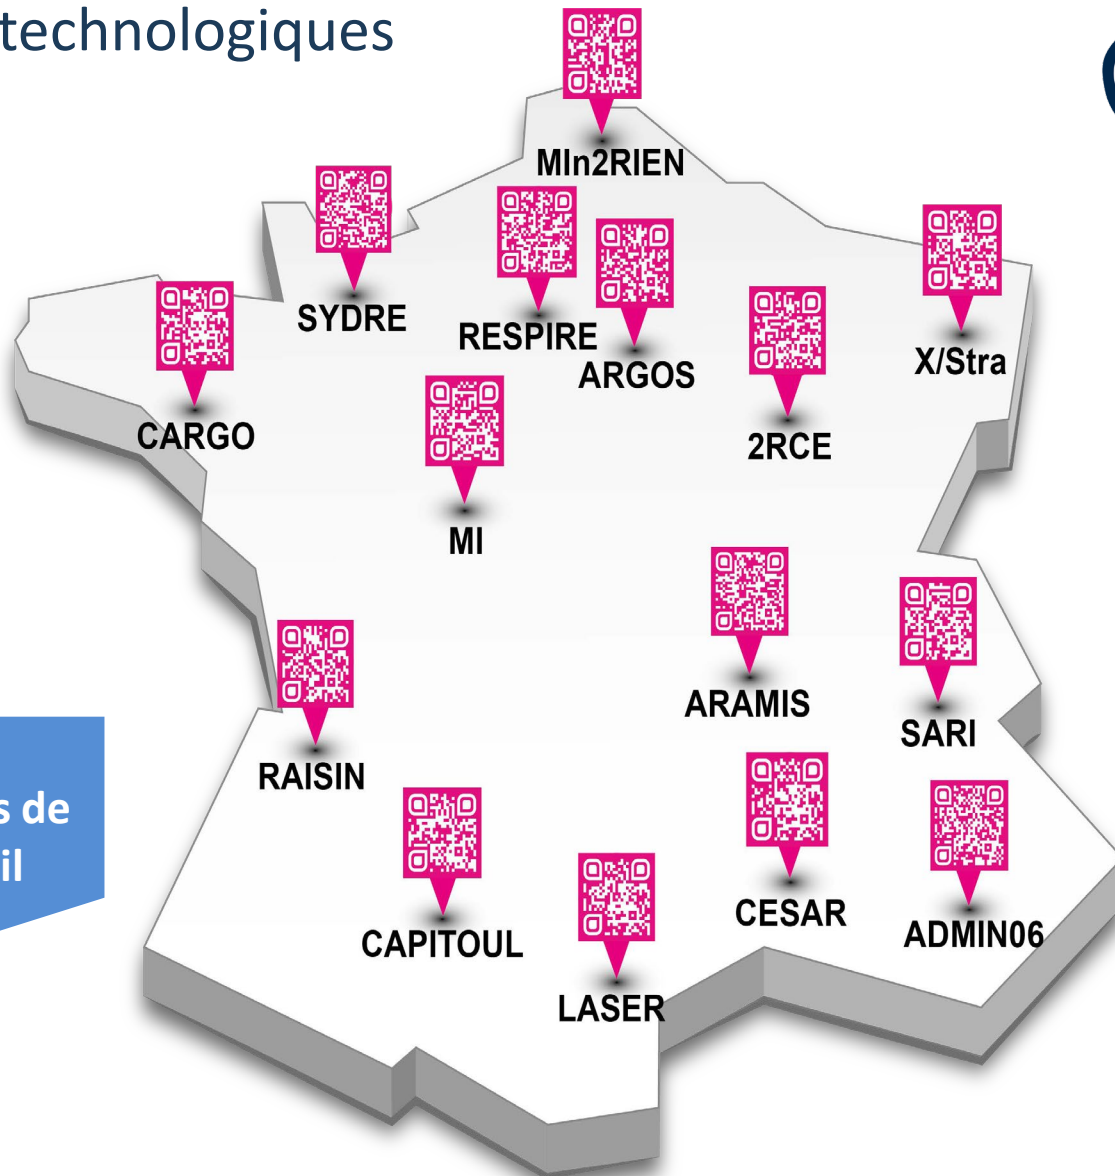 technologiques
MIn2RIEN
SYDRE
RESPIRE
ARGOS
X/Stra
CARGO
2RCE
MI
ARAMIS
SARI
RAISIN
s de
il
CAPITOUL
CESAR
ADMIN06
LASER